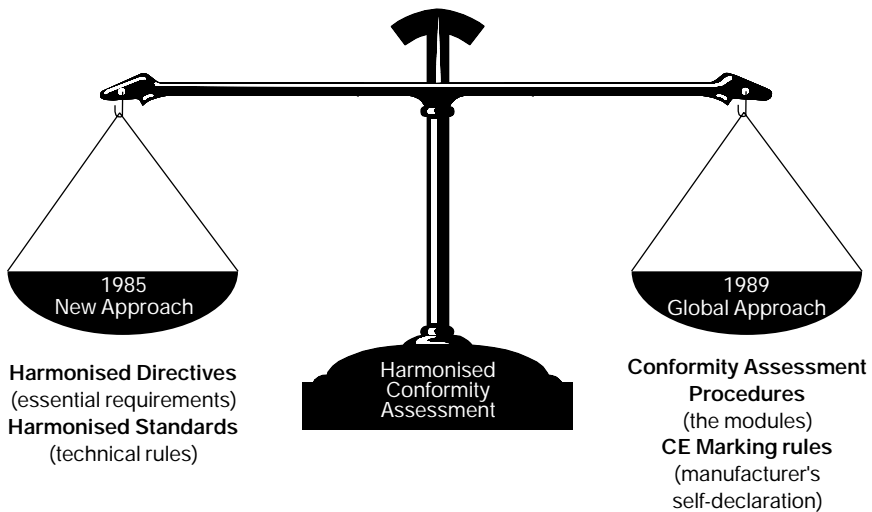 1985
New Approach
Harmonised Directives
(essential requirements)
Harmonised Standards
(technical rules)
Harmonised
Conformity
Assessment
1989
Global Approach
Conformity Assessment
Procedures
(the modules)
CE Marking rules
(manufacturer's
self-declaration)